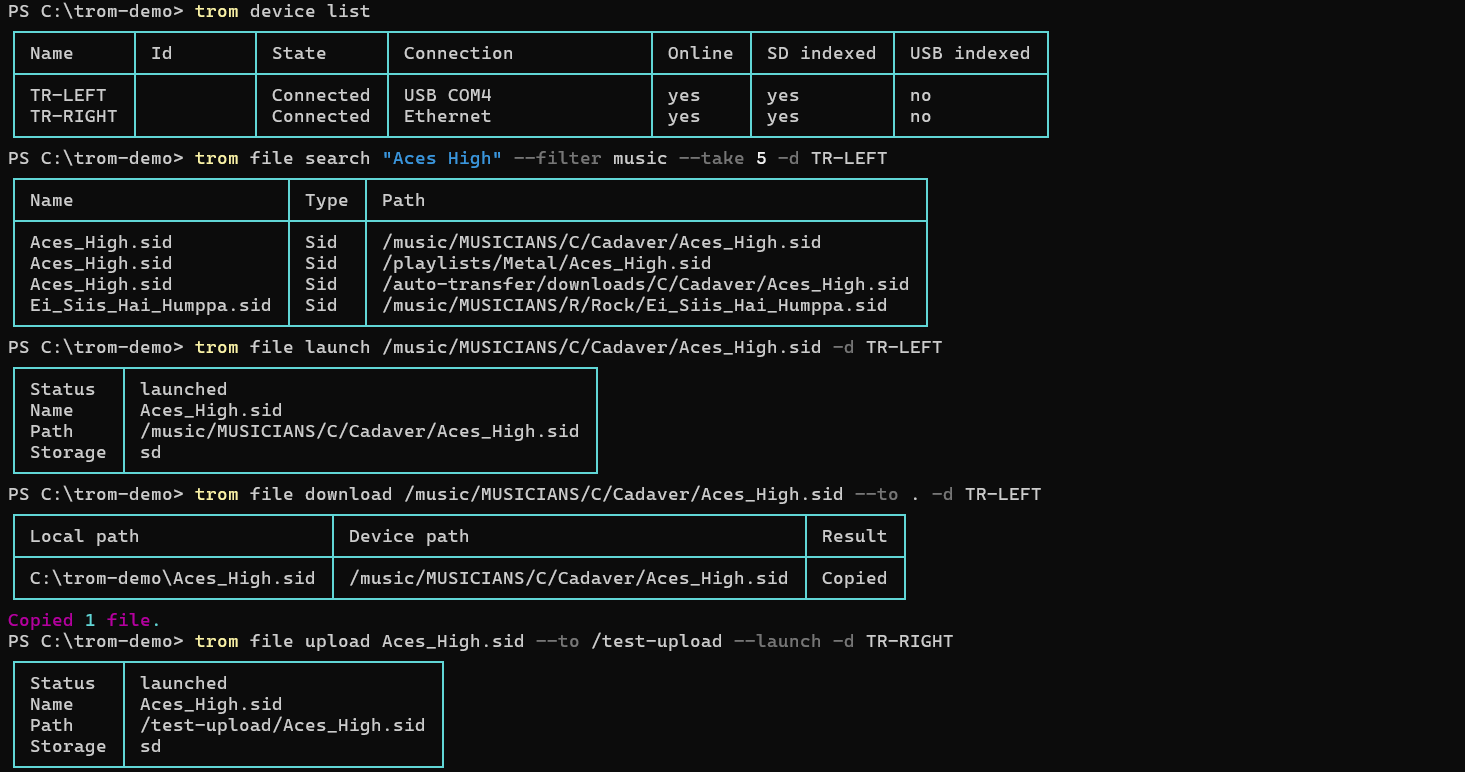 PS C:\trom-demo> trom device list
Name Id State Connection Online SD indexed USB indexed
TR-LEFT Connected USB COM4 yes yes no
TR-RIGHT Connected Ethernet yes yes no
PS C:\trom-demo> trom file search "Aces High" --filter music --take 5 -d TR-LEFT
Name Type Path
Aces_High.sid Sid /music/MUSICIANS/C/Cadaver/Aces_High.sid
Aces_High.sid Sid /playlists/Metal/Aces_High.sid
Aces_High.sid Sid /auto-transfer/downloads/C/Cadaver/Aces_High.sid
Ei_Siis_Hai_Humppa.sid Sid /music/MUSICIANS/R/Rock/Ei_Siis_Hai_Humppa.sid
PS C:\trom-demo> trom file launch /music/MUSICIANS/C/Cadaver/Aces_High.sid -d TR-LEFT
Status launched
Name Aces_High.sid
Path /music/MUSICIANS/C/Cadaver/Aces_High.sid
Storage sd
PS C:\trom-demo> trom file download /music/MUSICIANS/C/Cadaver/Aces_High.sid --to . -d TR-LEFT
Local path Device path Result
C:\trom-demo\Aces_High.sid /music/MUSICIANS/C/Cadaver/Aces_High.sid Copied
Copied 1 file.
PS C:\trom-demo> trom file upload Aces_High.sid --to /test-upload --launch -d TR-RIGHT
Status launched
Name Aces_High.sid
Path /test-upload/Aces_High.sid
Storage sd